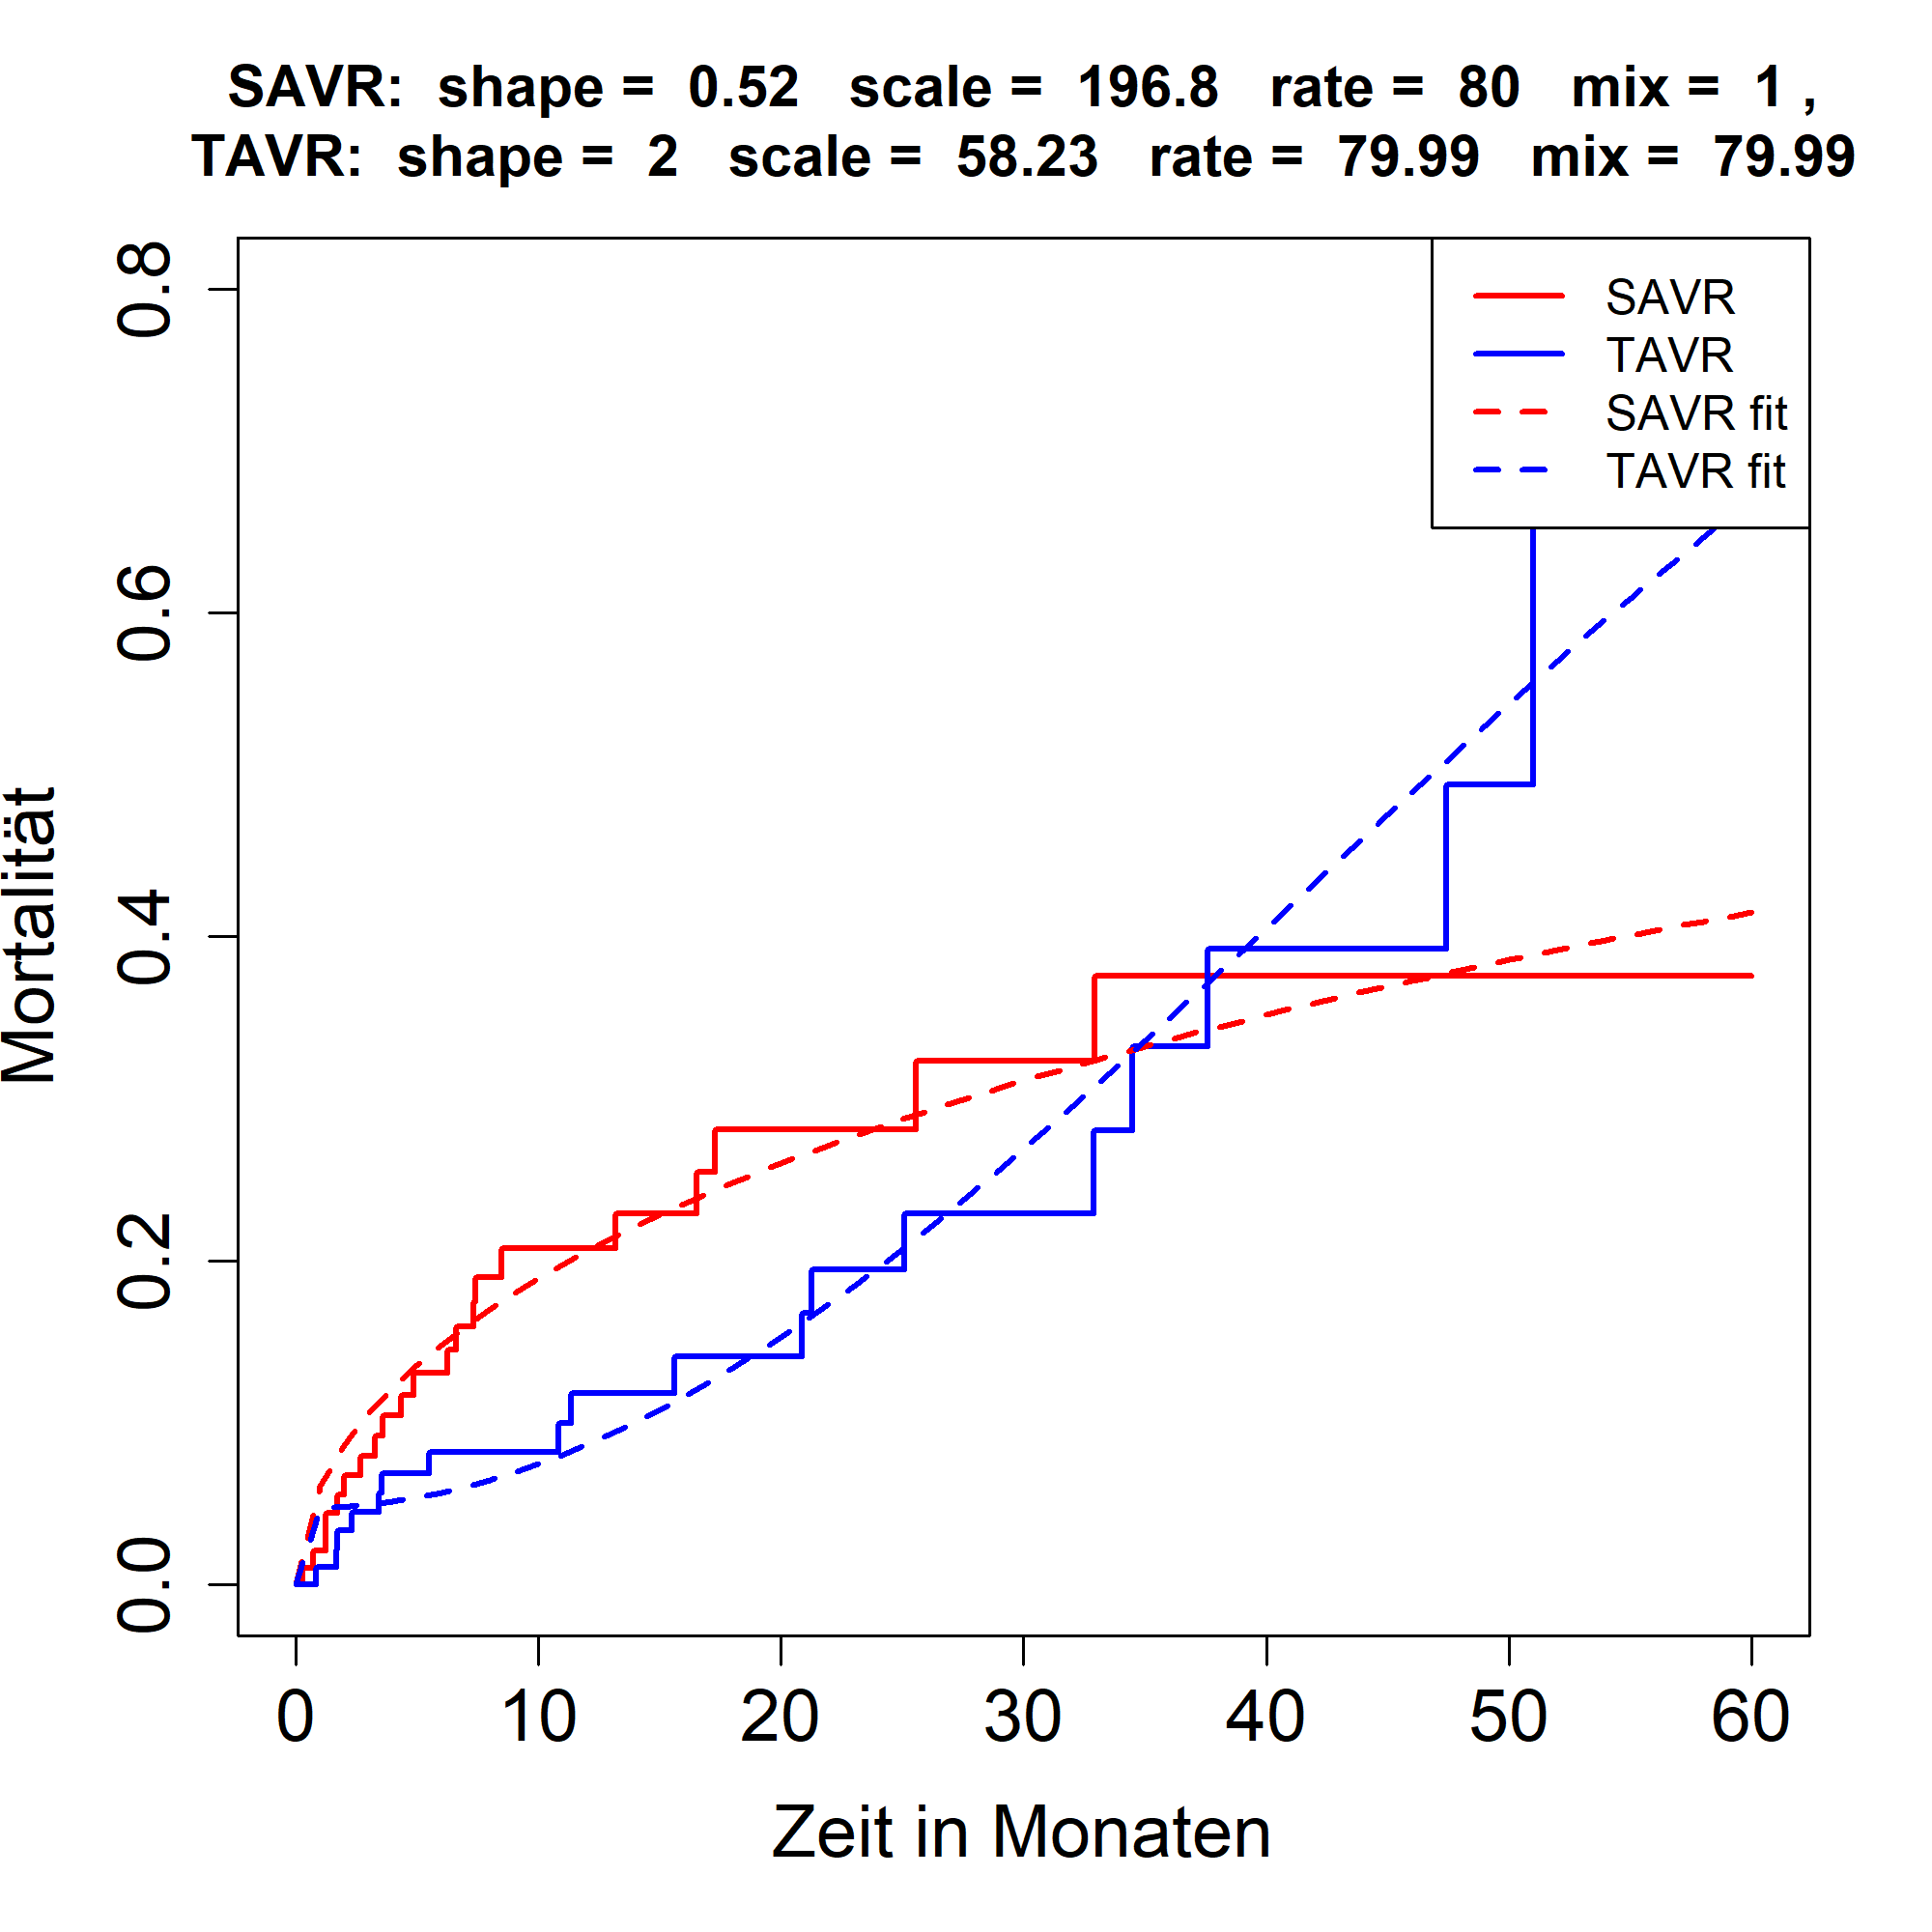 SAVR: shape = 0.52 scale = 196.8 rate = 80 mix = 1 ,
TAVR: shape = 2 scale = 58.23 rate = 79.99 mix = 79.99
SAVR
TAVR
SAVR fit
TAVR fit
Mortalität
0.8
0.6
0.4
0.2
0.0
0 10 20 30 40 50 60
Zeit in Monaten